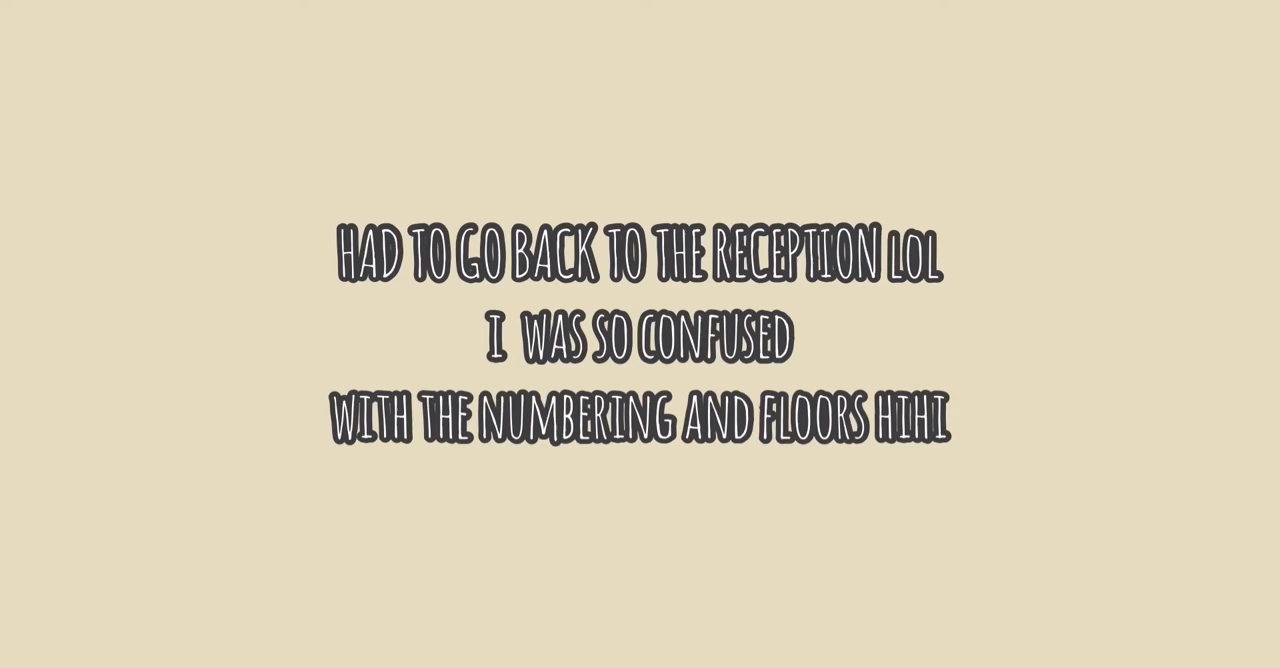 HAD TO GO BACK TO THE RECEPTION LOL
I WAS SO CONFUSED
WITH THE NUMBERING AND FLOORS HIHI